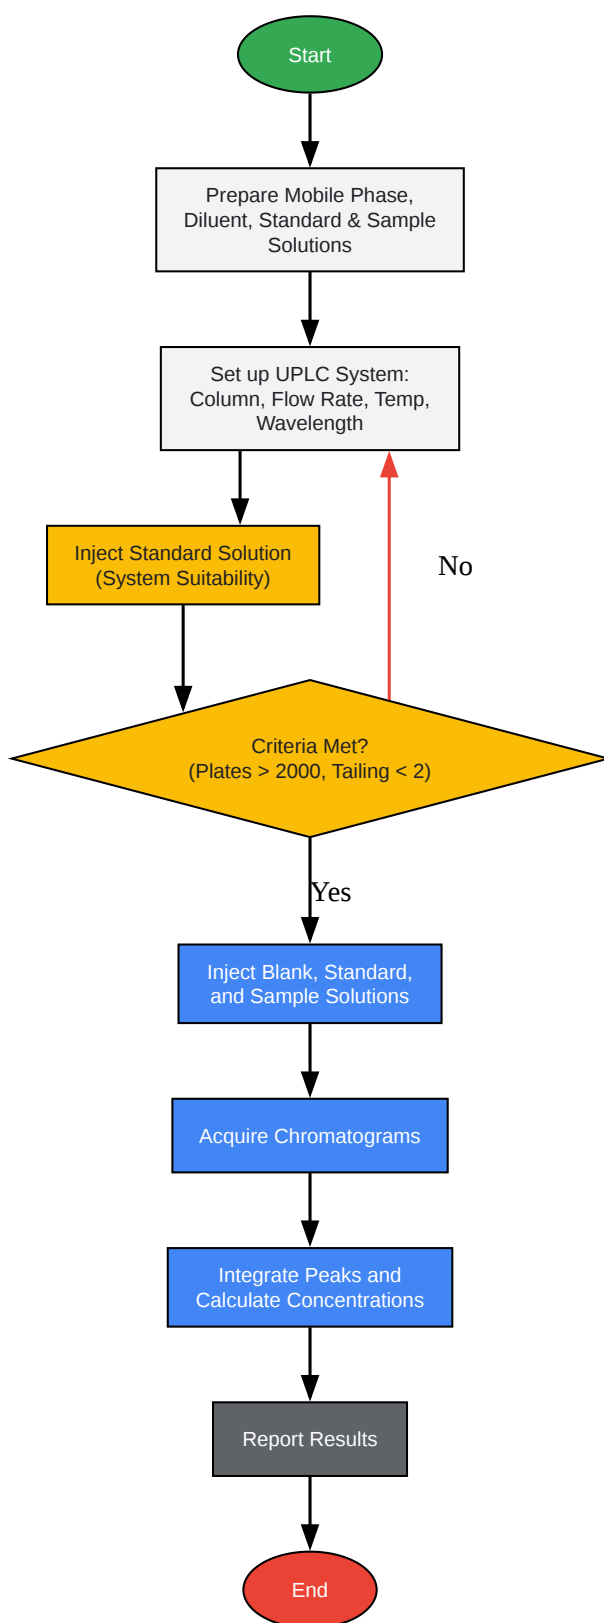 Start
Prepare Mobile Phase,
Diluent, Standard & Sample
Solutions
Set up UPLC System:
Column, Flow Rate, Temp,
Wavelength
Inject Standard Solution
(System Suitability)
No
Criteria Met?
(Plates > 2000, Tailing < 2)
Yes
Inject Blank, Standard,
and Sample Solutions
Acquire Chromatograms
Integrate Peaks and
Calculate Concentrations
Report Results
End